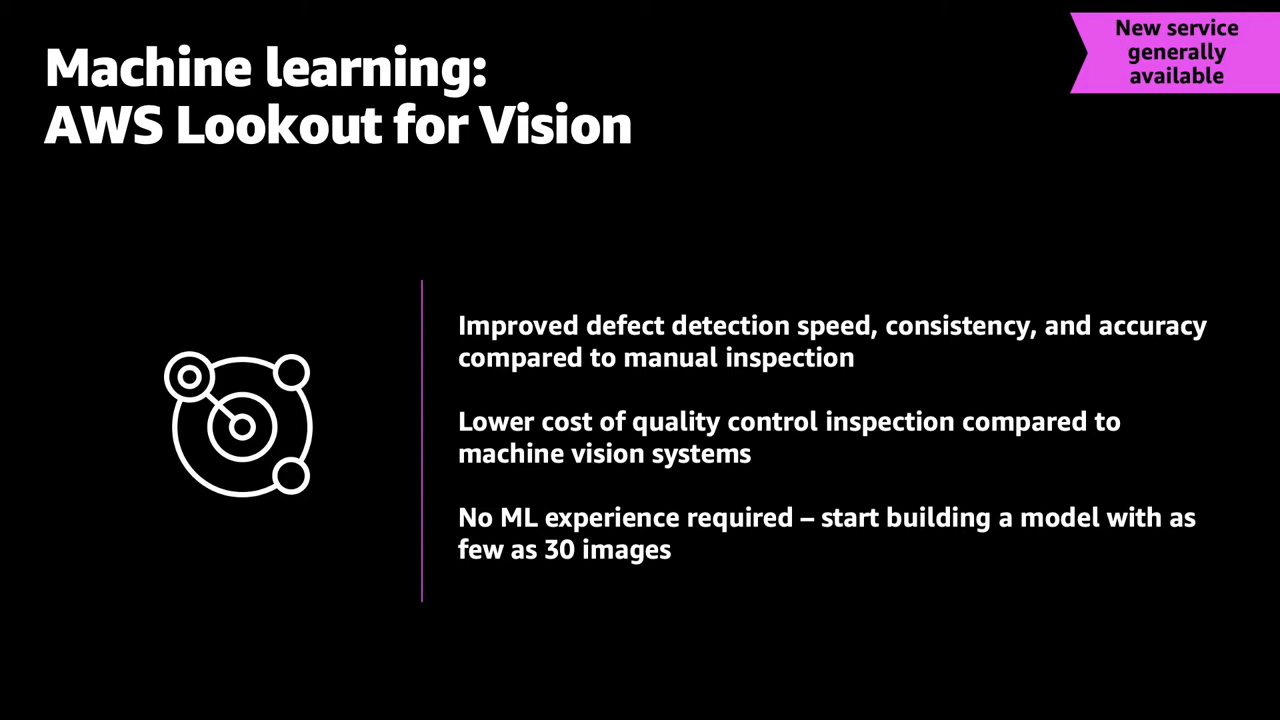 Machine learning:
AWS Lookout for Vision
New service
generally
available
Improved defect detection speed, consistency, and accuracy
compared to manual inspection
Lower cost of quality control inspection compared to
machine vision systems
No ML experience required – start building a model with as
few as 30 images